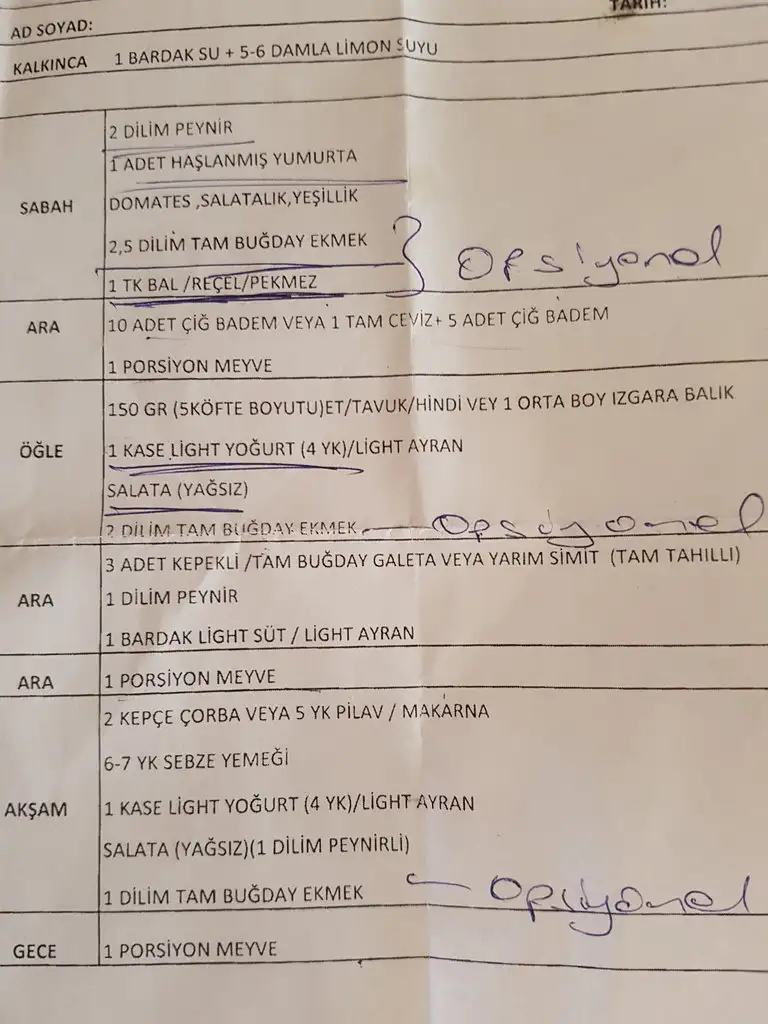 TARİH:
AD SOYAD:
KALKINCA 1 BARDAK SU + 5-6 DAMLA LİMON SUYU
2 DİLİM PEYNİR
1 ADET HAŞLANMIŞ YUMURTA
SABAH DOMATES ,SALATALIK,YEŞİLLİK
2,5 DİLİM TAM BUĞDAY EKMEK
Opsiyonel
1 TK BAL /REÇEL/PEKMEZ
ARA 10 ADET ÇİĞ BADEM VEYA 1 TAM CEVİZ+ 5 ADET ÇİĞ BADEM
1 PORSİYON MEYVE
150 GR (5KÖFTE BOYUTU)ET/TAVUK/HİNDİ VEY 1 ORTA BOY IZGARA BALIK
ÖĞLE 1 KASE LİGHT YOĞURT (4 YK)/LİGHT AYRAN
SALATA (YAĞSIZ)
2 DİLİM TAM BUĞDAY EKMEK Opsiyonel
3 ADET KEPEKLİ /TAM BUĞDAY GALETA VEYA YARIM SİMİT (TAM TAHILLI)
ARA 1 DİLİM PEYNİR
1 BARDAK LİGHT SÜT / LİGHT AYRAN
ARA 1 PORSİYON MEYVE
2 KEPÇE ÇORBA VEYA 5 YK PİLAV / MAKARNA
6-7 YK SEBZE YEMEĞİ
AKŞAM 1 KASE LİGHT YOĞURT (4 YK)/LİGHT AYRAN
SALATA (YAĞSIZ)(1 DİLİM PEYNİRLİ)
1 DİLİM TAM BUĞDAY EKMEK Opsiyonel
GECE 1 PORSİYON MEYVE